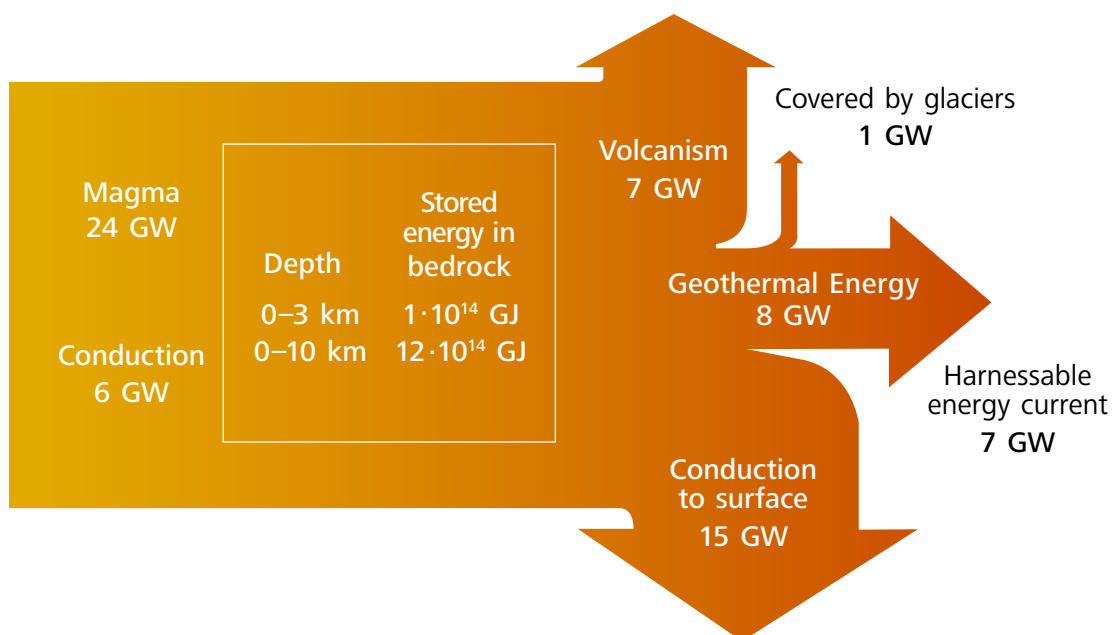 Magma
24 GW
Conduction
6 GW
Depth
Stored
energy in
bedrock
0–3 km 1·10¹⁴ GJ
0–10 km 12·10¹⁴ GJ
Volcanism
7 GW
Covered by glaciers
1 GW
Geothermal Energy
8 GW
Harnessable
energy current
7 GW
Conduction
to surface
15 GW